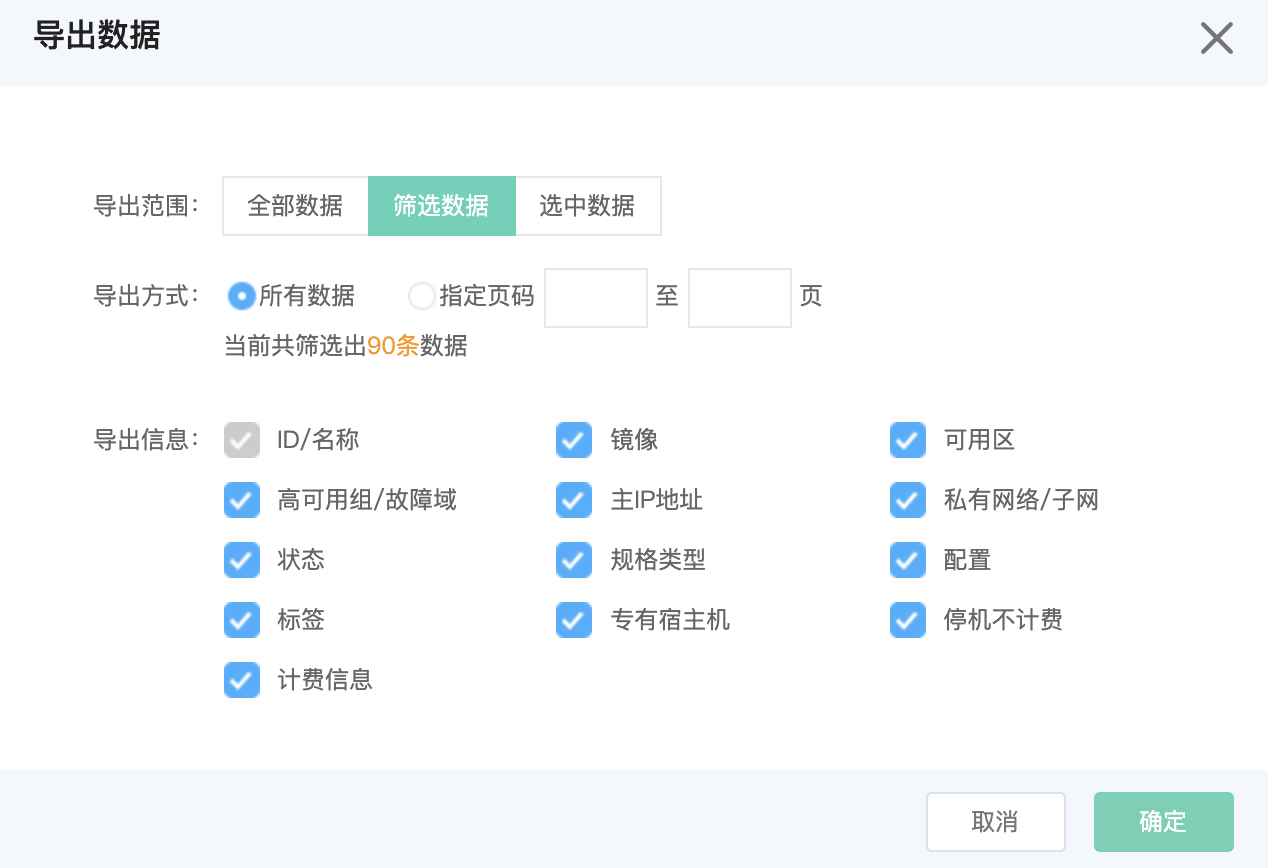 导出数据
导出范围： 全部数据 筛选数据 选中数据
导出方式： 所有数据 指定页码 至 页
当前共筛选出90条数据
导出信息： ID/名称 镜像 可用区
高可用组/故障域 主IP地址 私有网络/子网
状态 规格类型 配置
标签 专有宿主机 停机不计费
计费信息
取消 确定